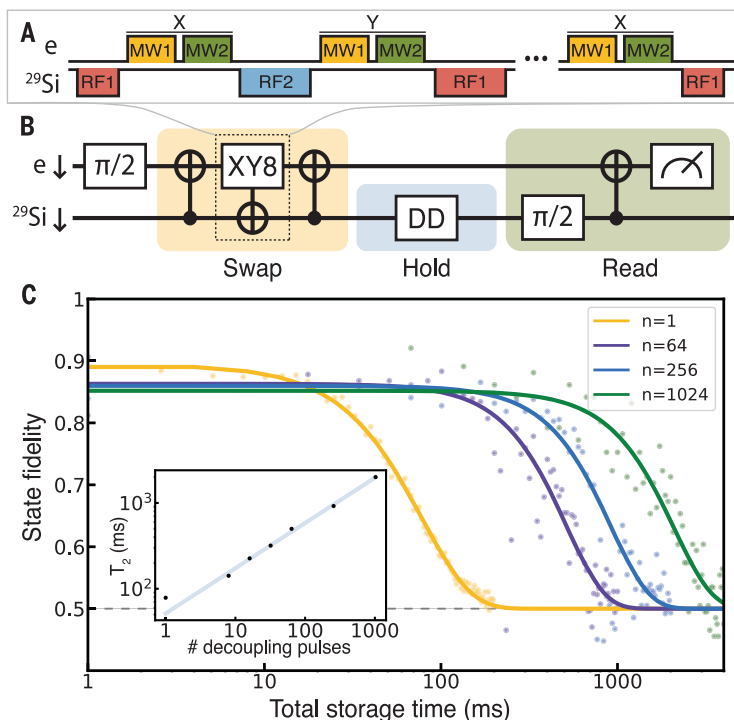 A
e
²⁹Si
X
Y
X
MW1 MW2
MW1 MW2
...
MW1 MW2
RF1
RF2
RF1
RF1
B
e ↓
π/2
XY8
²⁹Si ↓
DD
π/2
Swap
Hold
Read
C
State fidelity
1
0.9
0.8
0.7
0.6
0.5
n=1
n=64
n=256
n=1024
T₂ (ms)
10³
10²
1
10
100
1000
# decoupling pulses
1
10
100
1000
Total storage time (ms)